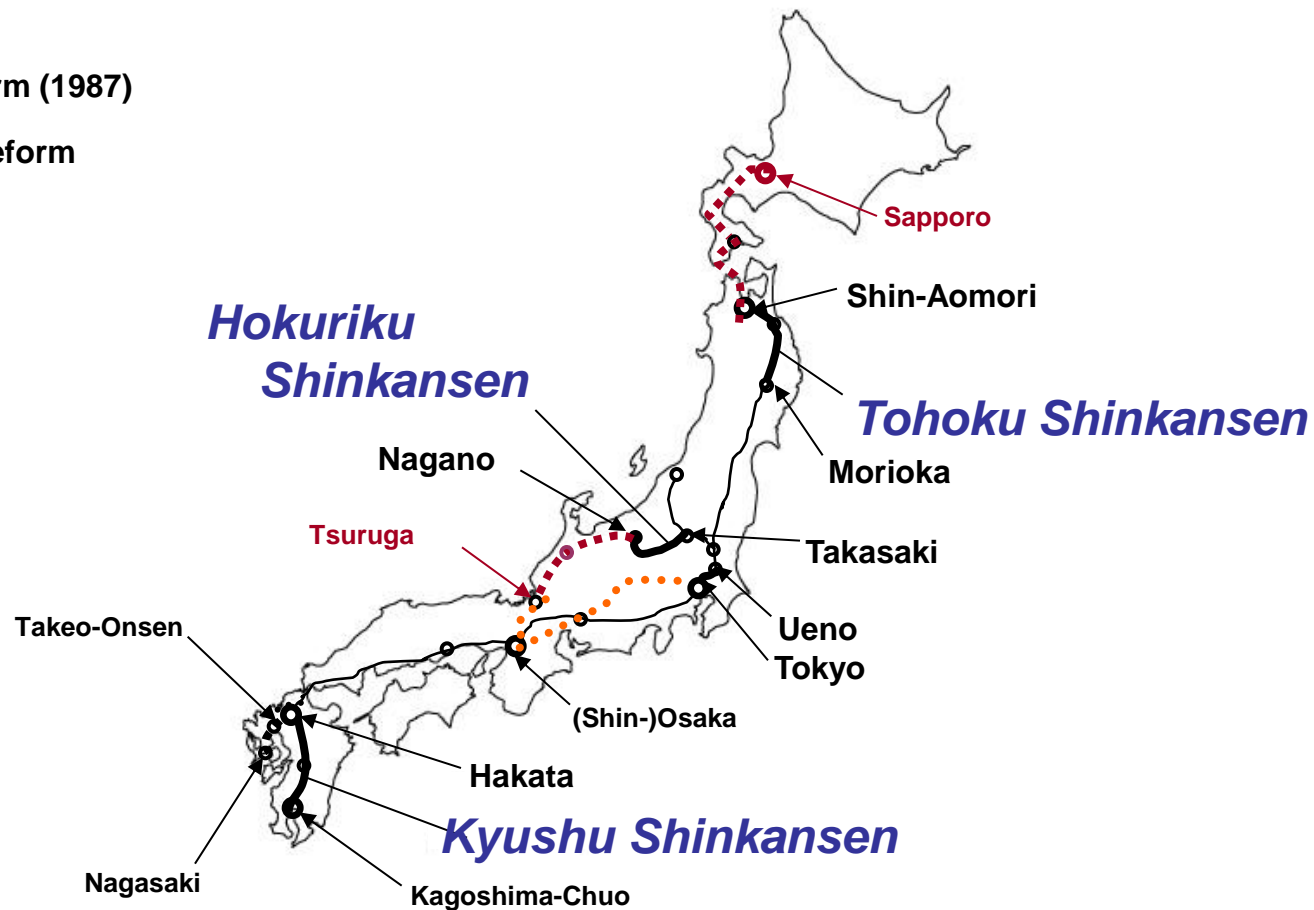 rm (1987)
eform
Sapporo
Shin-Aomori
Hokuriku
Shinkansen
Tohoku Shinkansen
Nagano
Morioka
Tsuruga
Takasaki
Takeo-Onsen
Ueno
Tokyo
(Shin-)Osaka
Hakata
Kyushu Shinkansen
Nagasaki
Kagoshima-Chuo